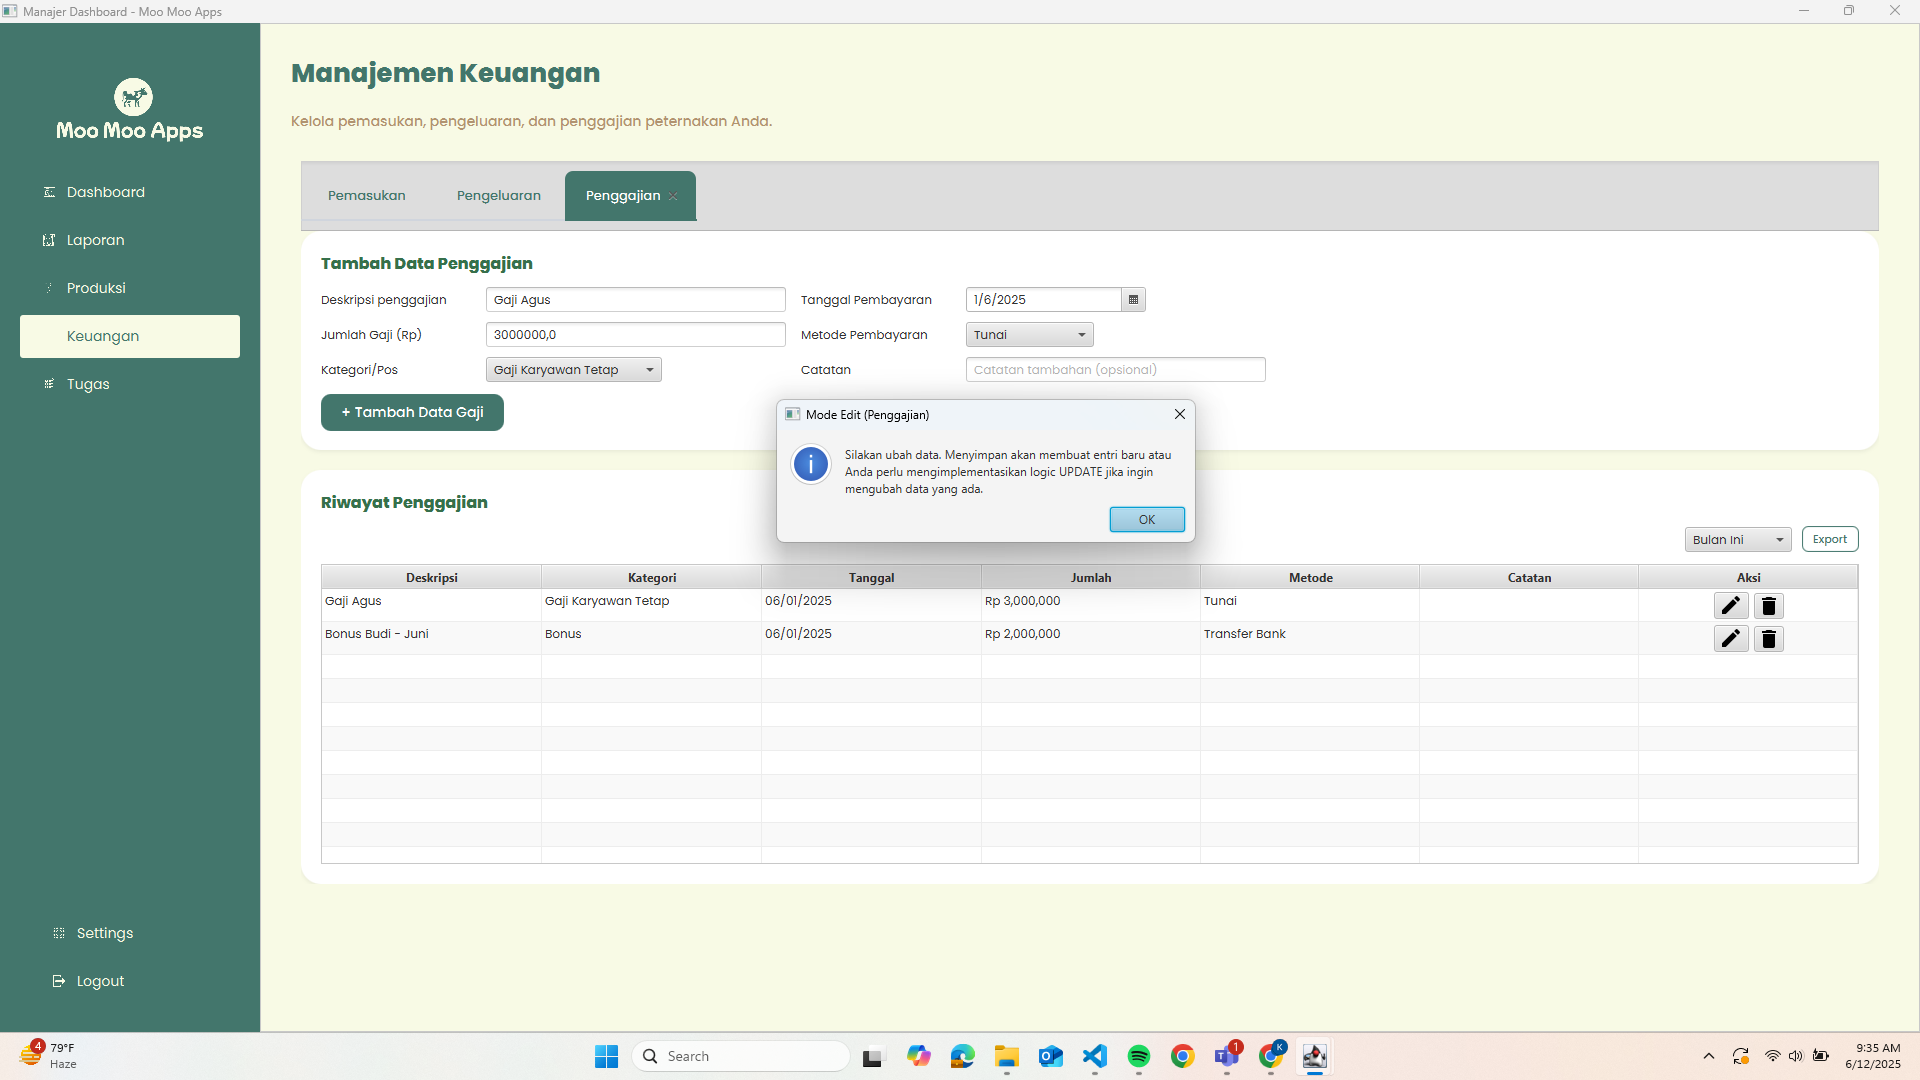 Manajer Dashboard - Moo Moo Apps
Moo Moo Apps
Dashboard
Laporan
Produksi
Keuangan
Tugas
Settings
Logout
Manajemen Keuangan
Kelola pemasukan, pengeluaran, dan penggajian peternakan Anda.
Pemasukan Pengeluaran Penggajian
Tambah Data Penggajian
Deskripsi penggajian Gaji Agus Tanggal Pembayaran 1/6/2025
Jumlah Gaji (Rp) 3000000,0 Metode Pembayaran Tunai
Kategori/Pos Gaji Karyawan Tetap Catatan Catatan tambahan (opsional)
+ Tambah Data Gaji
Mode Edit (Penggajian)
Silakan ubah data. Menyimpan akan membuat entri baru atau
Anda perlu mengimplementasikan logic UPDATE jika ingin
mengubah data yang ada.
OK
Riwayat Penggajian
Bulan Ini Export
Deskripsi Kategori Tanggal Jumlah Metode Catatan Aksi
Gaji Agus Gaji Karyawan Tetap 06/01/2025 Rp 3,000,000 Tunai
Bonus Budi - Juni Bonus 06/01/2025 Rp 2,000,000 Transfer Bank
4
79°F
Haze
Search
1
K
9:35 AM
6/12/2025